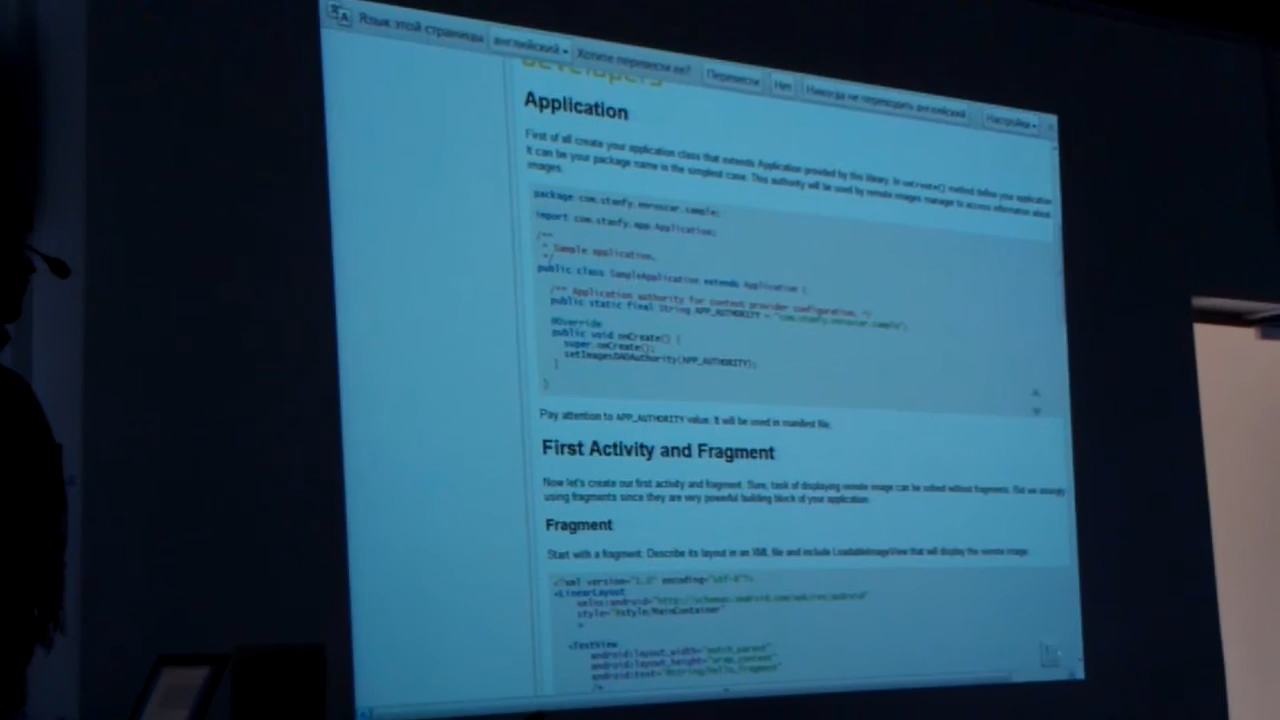 Язык этой страницы английский Хотите перевести ее? Перевести Нет Никогда не переводить английский Настройки
developers
Application
First of all create your application class that extends Application provided by this library. In onCreate() method define your application
It can be your package name in the simplest case. This authority will be used by remote images manager to access information about
images.
package com.stanfy.enroscar.sample;
import com.stanfy.app.Application;
/**
* Sample application.
*/
public class SampleApplication extends Application {
/** Application authority for content provider configuration. */
public static final String APP_AUTHORITY = "com.stanfy.enroscar.sample";
@Override
public void onCreate() {
super.onCreate();
setImagesDAOAuthority(APP_AUTHORITY);
}
}
Pay attention to APP_AUTHORITY value. It will be used in manifest file.
First Activity and Fragment
Now let's create our first activity and fragment. Sure, task of displaying remote image can be solved without fragments. But we strongly
using fragments since they are very powerful building block of your application.
Fragment
Start with a fragment. Describe its layout in an XML file and include LoadableImageView that will display the remote image.
<?xml version="1.0" encoding="utf-8"?>
<LinearLayout
xmlns:android="http://schemas.android.com/apk/res/android"
style="@style/MainContainer"
>
<TextView
android:layout_width="match_parent"
android:layout_height="wrap_content"
android:text="@string/hello_fragment"
/>